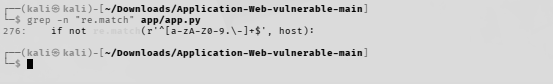 ┌──(kali㉿kali)-[~/Downloads/Application-Web-vulnerable-main]
└─$ grep -n "re.match" app/app.py
276:    if not re.match(r'^[a-zA-Z0-9.\-]+$', host):

┌──(kali㉿kali)-[~/Downloads/Application-Web-vulnerable-main]
└─$